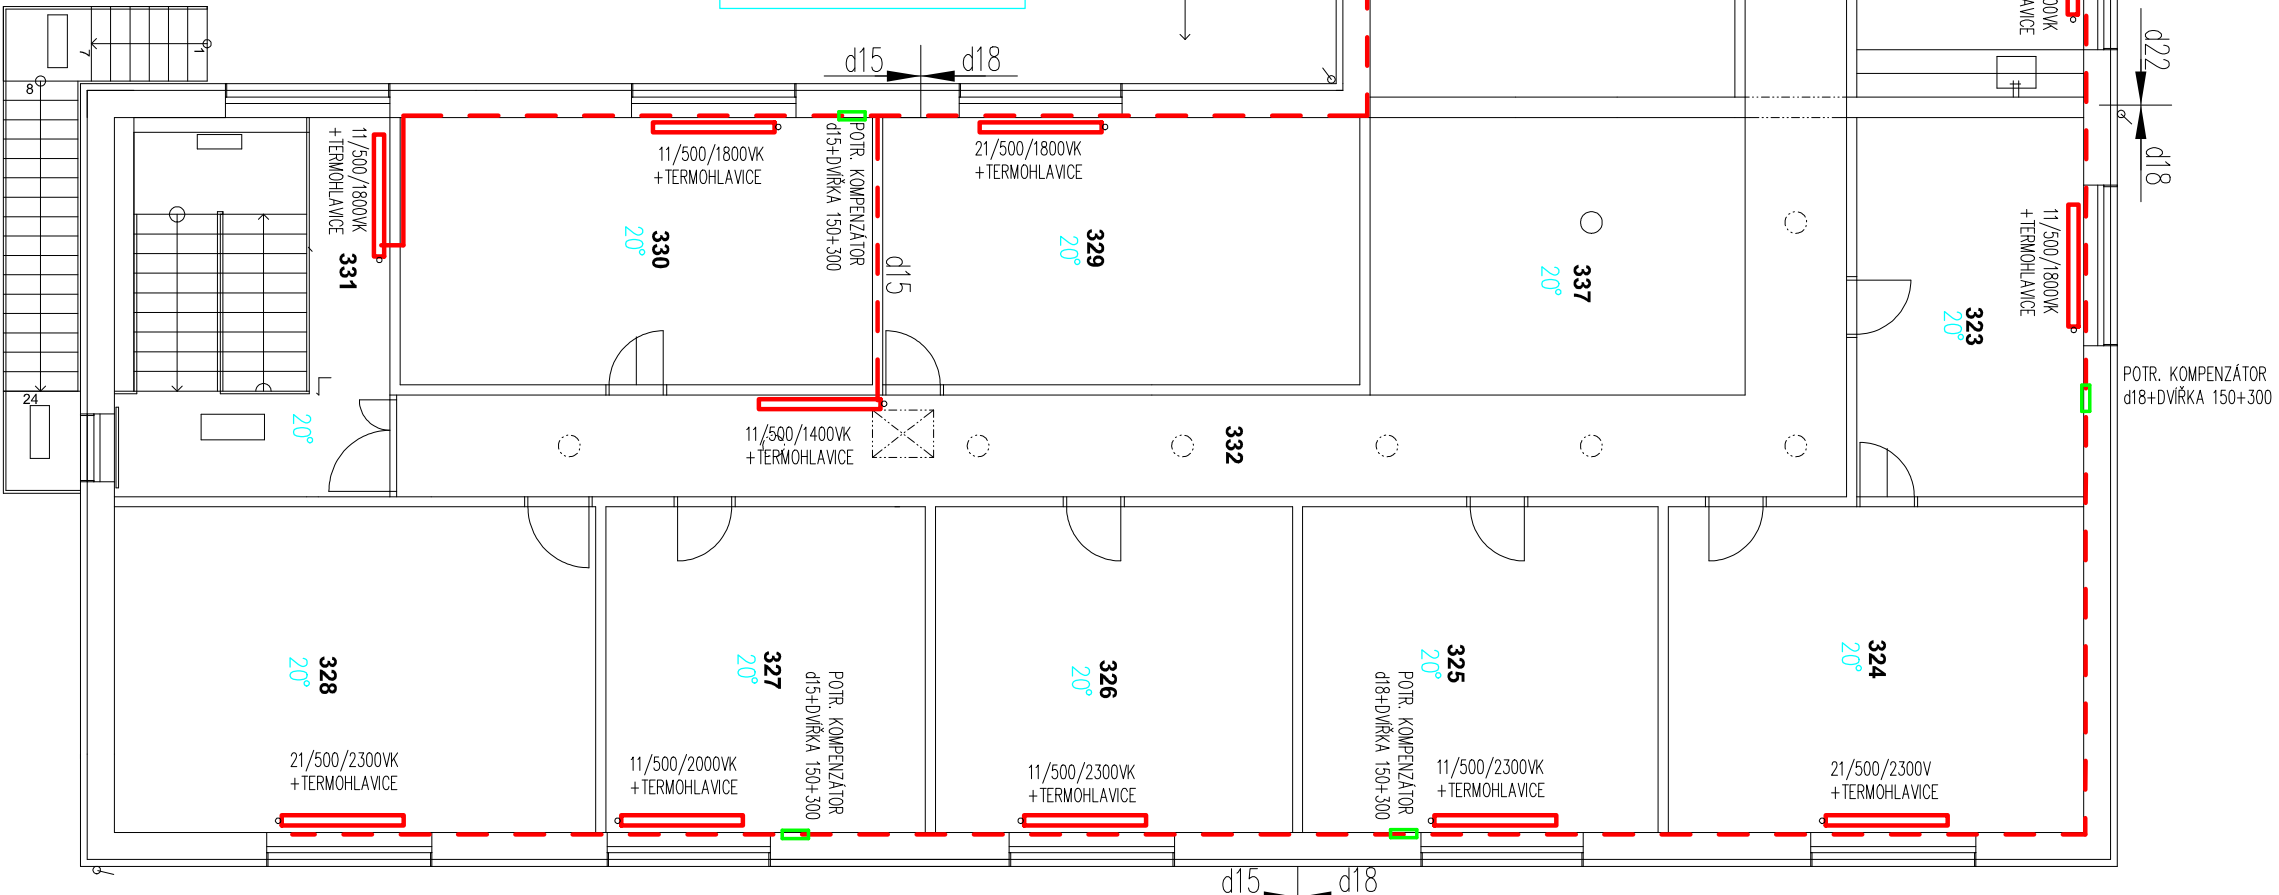 00VK
AVICE
d22
d18
7
1
8
24
d15
d18
11/500/1800VK
+TERMOHLAVICE
331
20°
11/500/1800VK
+TERMOHLAVICE
330
20°
POTR. KOMPENZÁTOR
d15+DVÍŘKA 150+300
d15
21/500/1800VK
+TERMOHLAVICE
329
20°
337
20°
11/500/1800VK
+TERMOHLAVICE
323
20°
POTR. KOMPENZÁTOR
d18+DVÍŘKA 150+300
11/500/1400VK
+TERMOHLAVICE
332
328
20°
21/500/2300VK
+TERMOHLAVICE
327
20°
11/500/2000VK
+TERMOHLAVICE
POTR. KOMPENZÁTOR
d15+DVÍŘKA 150+300
326
20°
11/500/2300VK
+TERMOHLAVICE
325
20°
POTR. KOMPENZÁTOR
d18+DVÍŘKA 150+300
11/500/2300VK
+TERMOHLAVICE
324
20°
21/500/2300V
+TERMOHLAVICE
d15
d18